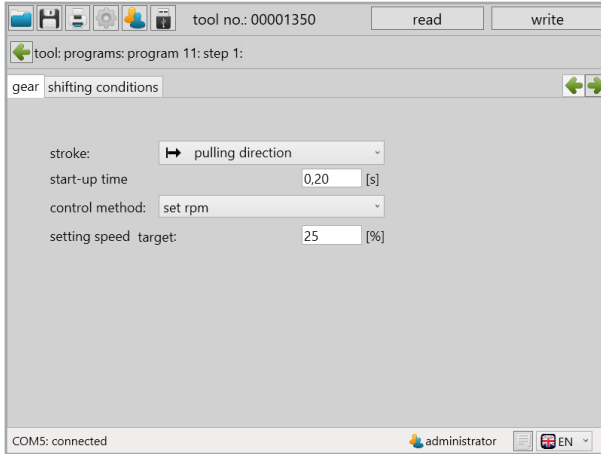 tool no.: 00001350 read write
tool: programs: program 11: step 1:
gear shifting conditions
stroke: pulling direction
start-up time 0,20 [s]
control method: set rpm
setting speed target: 25 [%]
COM5: connected administrator EN